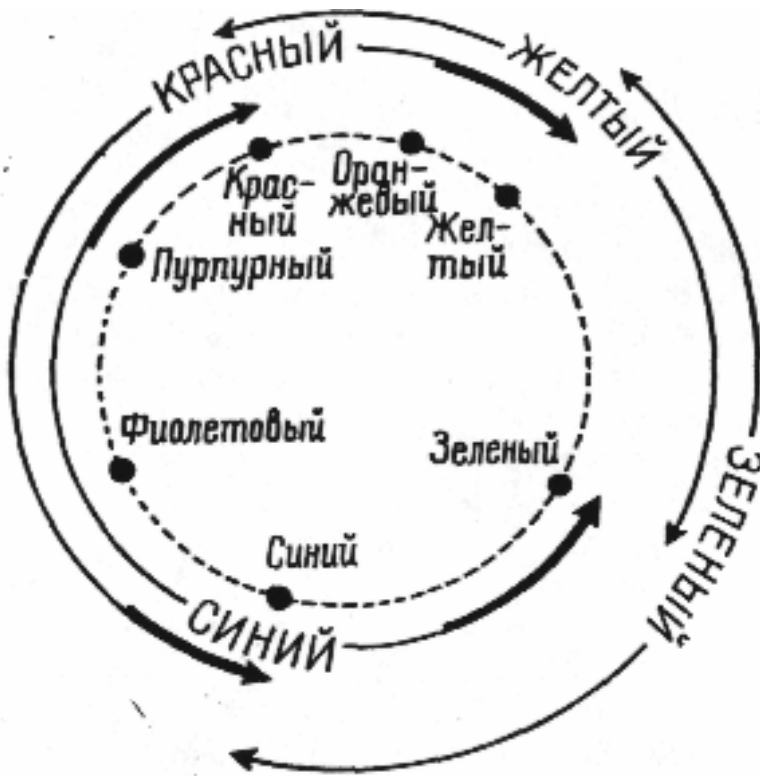 КРАСНЫЙ
ЖЕЛТЫЙ
Крас-
ный
Оран-
жевый
Жел-
тый
Пурпурный
Фиолетовый
Зеленый
ЗЕЛЕНЫЙ
Синий
СИНИЙ